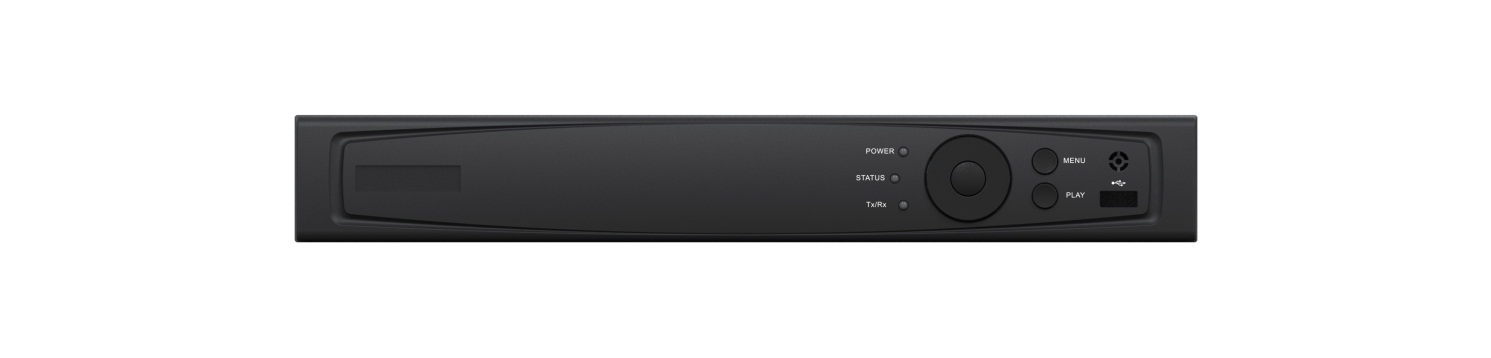 POWER
STATUS
Tx/Rx
MENU
PLAY